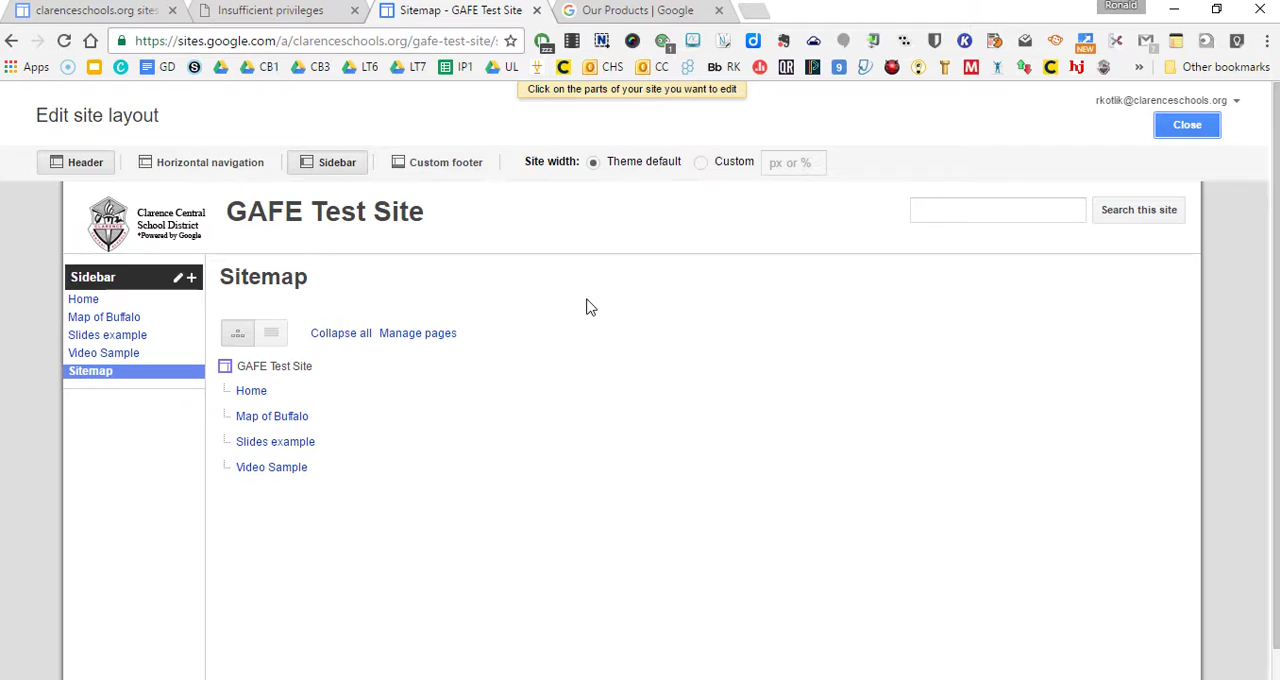 clarenceschools.org sites
Insufficient privileges
Sitemap - GAFE Test Site
Our Products | Google
Ronald
https://sites.google.com/a/clarenceschools.org/gafe-test-site/
Apps GD CB1 CB3 LT6 LT7 IP1 UL CHS CC Bb RK Other bookmarks
Click on the parts of your site you want to edit
rkotlik@clarenceschools.org
Edit site layout
Close
Header Horizontal navigation Sidebar Custom footer Site width: Theme default Custom px or %
Clarence Central
School District
*Powered by Google
GAFE Test Site
Search this site
Sidebar
Home
Map of Buffalo
Slides example
Video Sample
Sitemap
Sitemap
Collapse all Manage pages
GAFE Test Site
Home
Map of Buffalo
Slides example
Video Sample